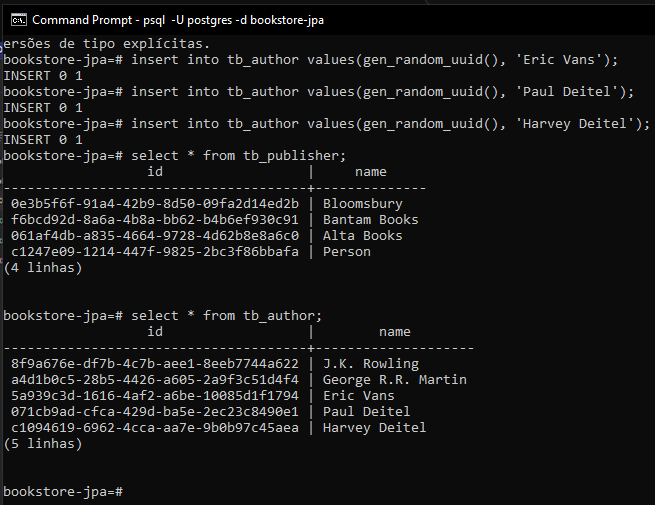 Command Prompt - psql -U postgres -d bookstore-jpa
ersões de tipo explícitas.
bookstore-jpa=# insert into tb_author values(gen_random_uuid(), 'Eric Vans');
INSERT 0 1
bookstore-jpa=# insert into tb_author values(gen_random_uuid(), 'Paul Deitel');
INSERT 0 1
bookstore-jpa=# insert into tb_author values(gen_random_uuid(), 'Harvey Deitel');
INSERT 0 1
bookstore-jpa=# select * from tb_publisher;
id | name
--------------------------------------+--------------
0e3b5f6f-91a4-42b9-8d50-09fa2d14ed2b | Bloomsbury
f6bcd92d-8a6a-4b8a-bb62-b4b6ef930c91 | Bantam Books
061af4db-a835-4664-9728-4d62b8e8a6c0 | Alta Books
c1247e09-1214-447f-9825-2bc3f86bbafa | Person
(4 linhas)
bookstore-jpa=# select * from tb_author;
id | name
--------------------------------------+--------------------
8f9a676e-df7b-4c7b-aee1-8eeb7744a622 | J.K. Rowling
a4d1b0c5-28b5-4426-a605-2a9f3c51d4f4 | George R.R. Martin
5a939c3d-1616-4af2-a6be-10085d1f1794 | Eric Vans
071cb9ad-cfca-429d-ba5e-2ec23c8490e1 | Paul Deitel
c1094619-6962-4cca-aa7e-9b0b97c45aea | Harvey Deitel
(5 linhas)
bookstore-jpa=#